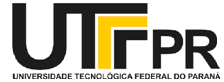 UTFPR
UNIVERSIDADE TECNOLÓGICA FEDERAL DO PARANÁ